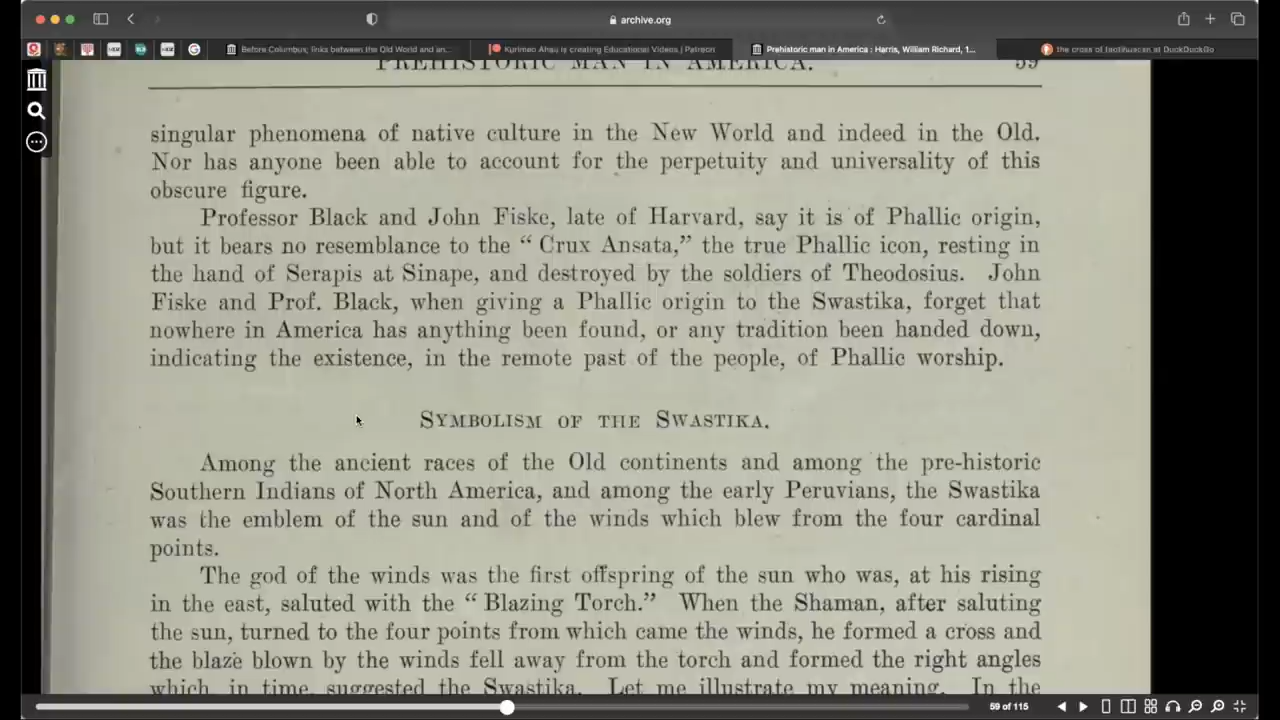 archive.org
Before Columbus; links between the Old World and an...
Kurimeo Ahau is creating Educational Videos | Patreon
Prehistoric man in America : Harris, William Richard, 1...
at DuckDuckGo
PREHISTORIC MAN IN AMERICA. 59
singular phenomena of native culture in the New World and indeed in the Old.
Nor has anyone been able to account for the perpetuity and universality of this
obscure figure.
Professor Black and John Fiske, late of Harvard, say it is of Phallic origin,
but it bears no resemblance to the “ Crux Ansata,” the true Phallic icon, resting in
the hand of Serapis at Sinape, and destroyed by the soldiers of Theodosius. John
Fiske and Prof. Black, when giving a Phallic origin to the Swastika, forget that
nowhere in America has anything been found, or any tradition been handed down,
indicating the existence, in the remote past of the people, of Phallic worship.
SYMBOLISM OF THE SWASTIKA.
Among the ancient races of the Old continents and among the pre-historic
Southern Indians of North America, and among the early Peruvians, the Swastika
was the emblem of the sun and of the winds which blew from the four cardinal
points.
The god of the winds was the first offspring of the sun who was, at his rising
in the east, saluted with the “ Blazing Torch.” When the Shaman, after saluting
the sun, turned to the four points from which came the winds, he formed a cross and
the blaze blown by the winds fell away from the torch and formed the right angles
which, in time, suggested the Swastika. Let me illustrate my meaning. In the
59 of 115